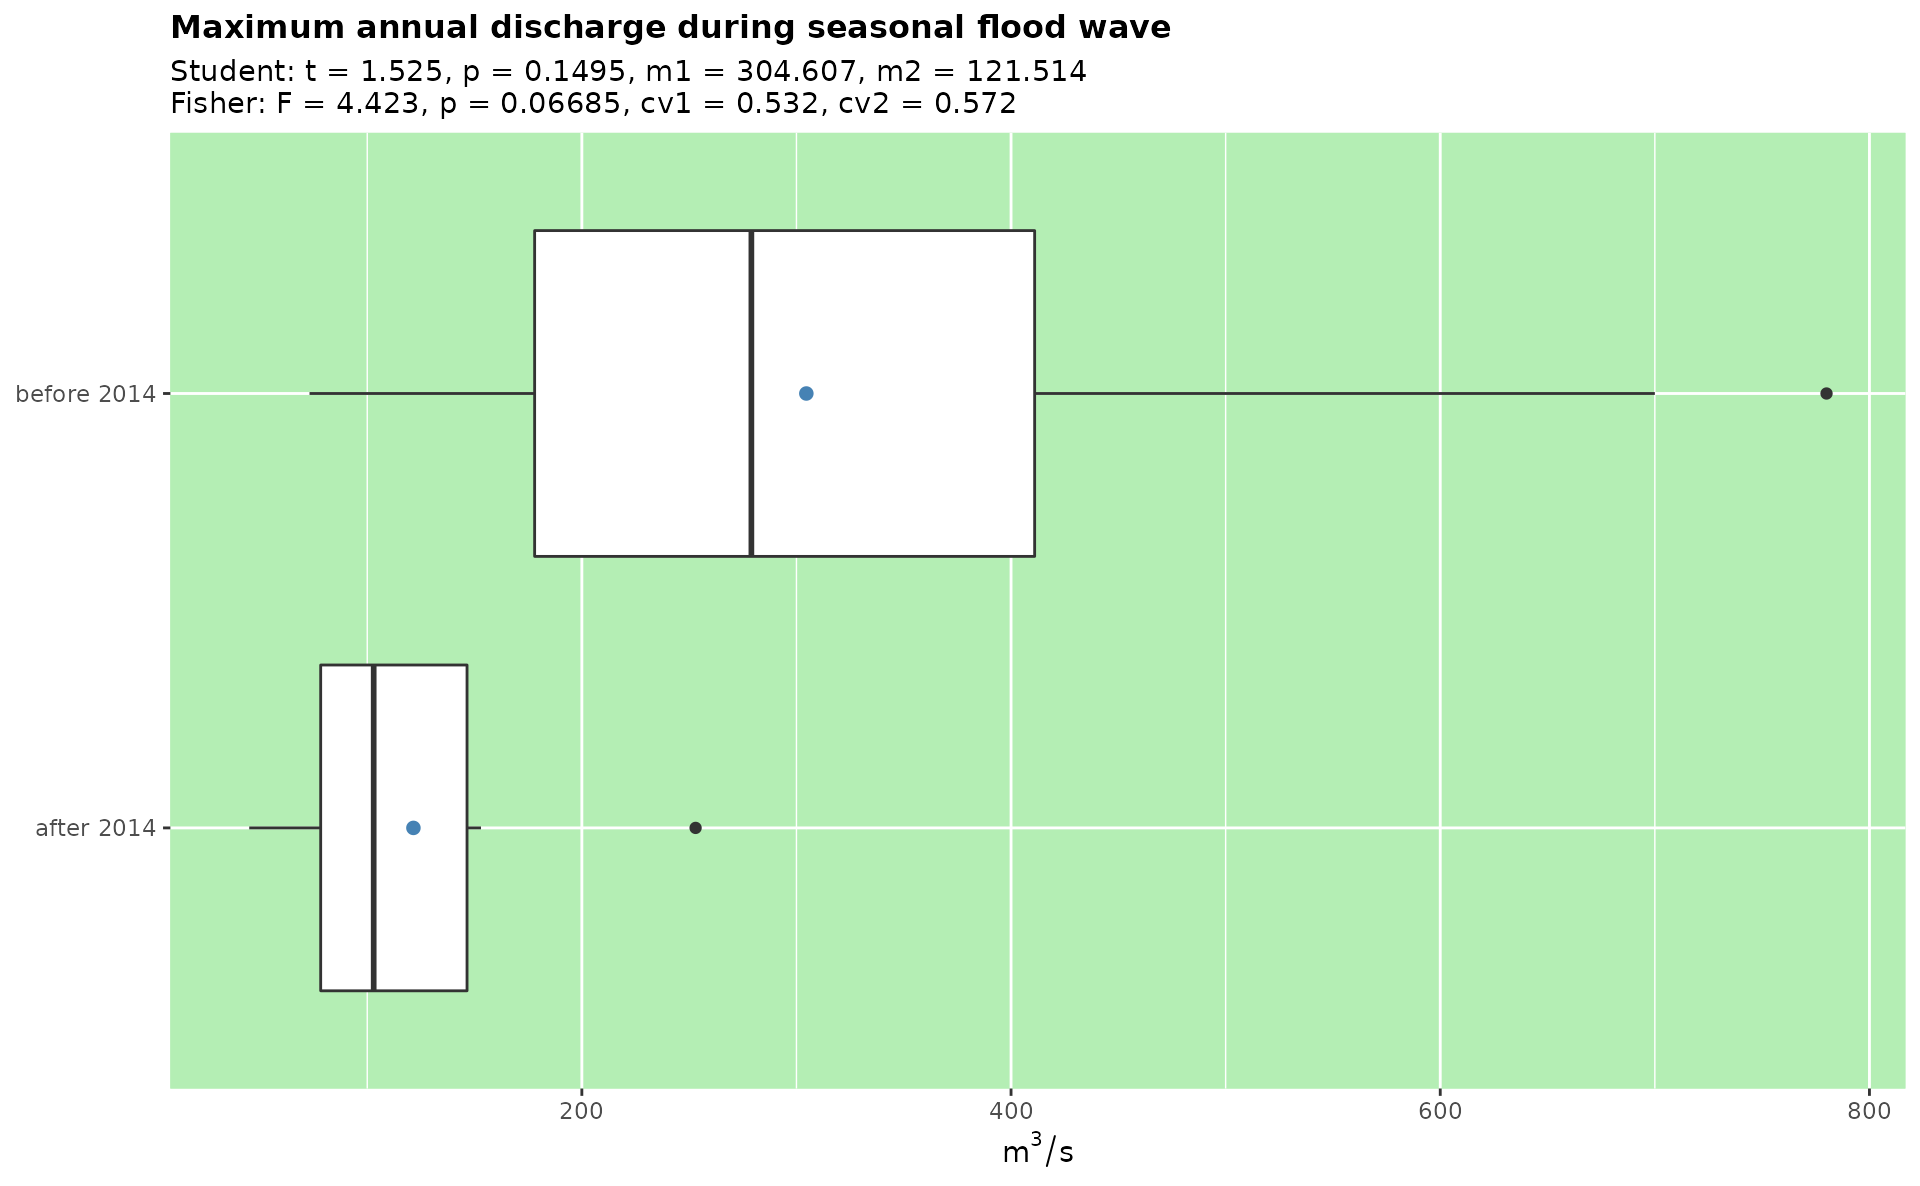 Maximum annual discharge during seasonal flood wave
Student: t = 1.525, p = 0.1495, m1 = 304.607, m2 = 121.514
Fisher: F = 4.423, p = 0.06685, cv1 = 0.532, cv2 = 0.572
before 2014
after 2014
200 400 600 800
m³/s